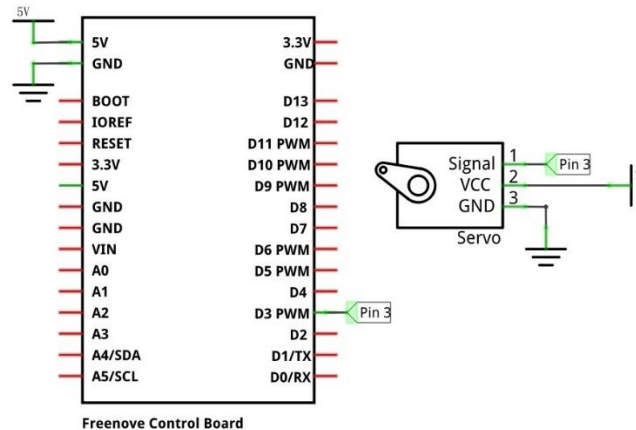 5V
5V
GND
BOOT
IOREF
RESET
3.3V
5V
GND
GND
VIN
A0
A1
A2
A3
A4/SDA
A5/SCL
3.3V
GND
D13
D12
D11 PWM
D10 PWM
D9 PWM
D8
D7
D6 PWM
D5 PWM
D4
D3 PWM
D2
D1/TX
D0/RX
Pin 3
Freenove Control Board
Signal 1
VCC 2
GND 3
Pin 3
Servo